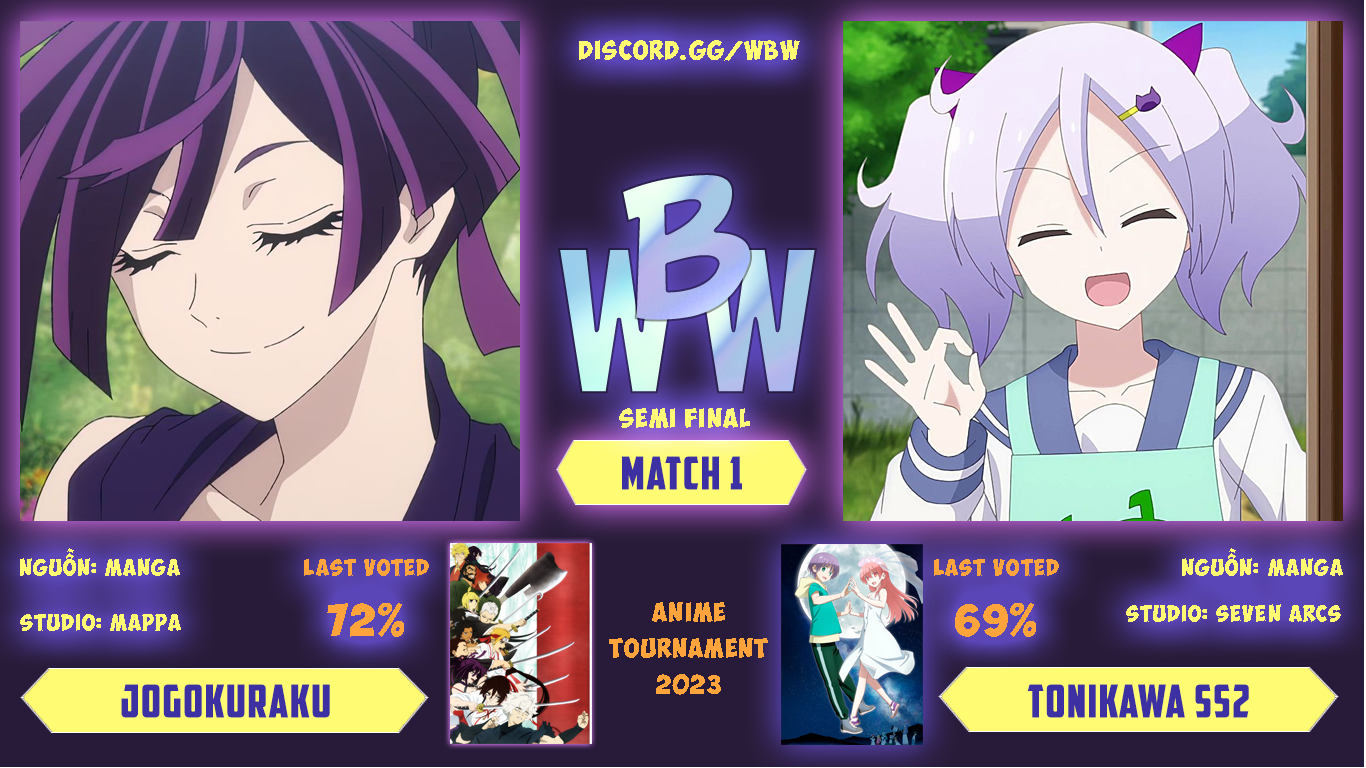 DISCORD.GG/WBW
WBW
SEMI FINAL
MATCH 1
NGUỒN: MANGA
STUDIO: MAPPA
LAST VOTED
72%
JOGOKURAKU
ANIME
TOURNAMENT
2023
LAST VOTED
69%
NGUỒN: MANGA
STUDIO: SEVEN ARCS
TONIKAWA SS2